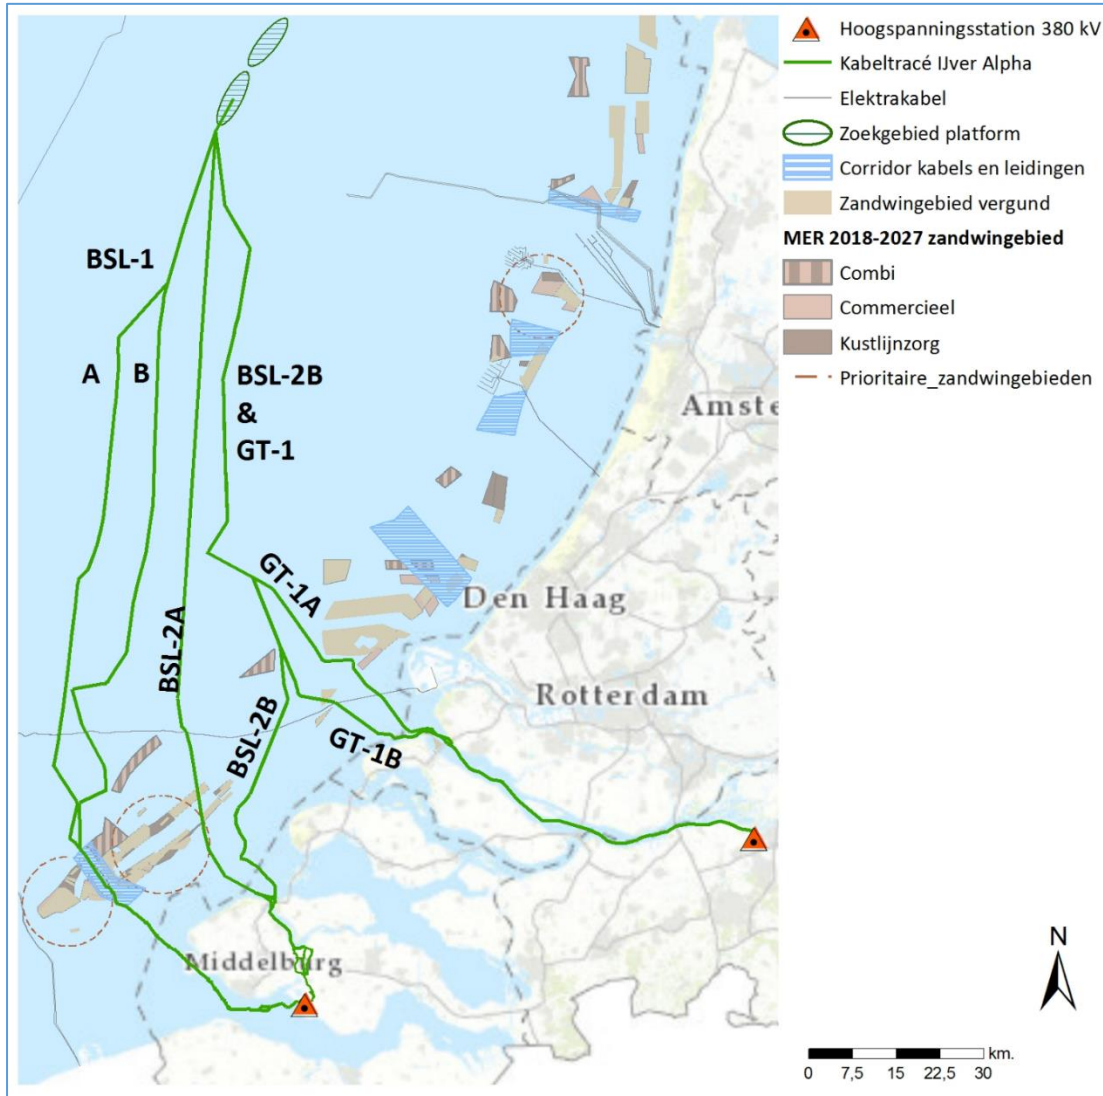 BSL-1
A
B
BSL-2B
&
GT-1
BSL-2A
GT-1A
BSL-2B
GT-1B
Amste
Den Haag
Rotterdam
Middelburg
Hoogspanningsstation 380 kV
Kabeltracé IJver Alpha
Elektrakabel
Zoekgebied platform
Corridor kabels en leidingen
Zandwingebied vergund
MER 2018-2027 zandwingebied
Combi
Commercieel
Kustlijnzorg
Prioritaire_zandwingebieden
N
km.
0 7,5 15 22,5 30